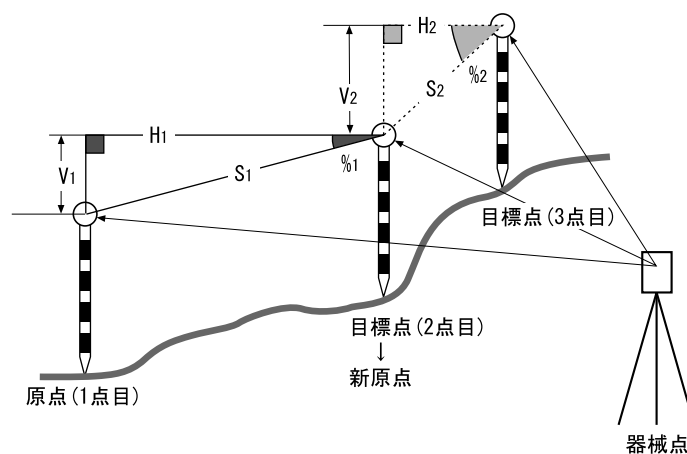 H2
%2
V2
S2
H1
%1
V1
S1
目標点(3点目)
目標点(2点目)
↓
新原点
原点(1点目)
器械点